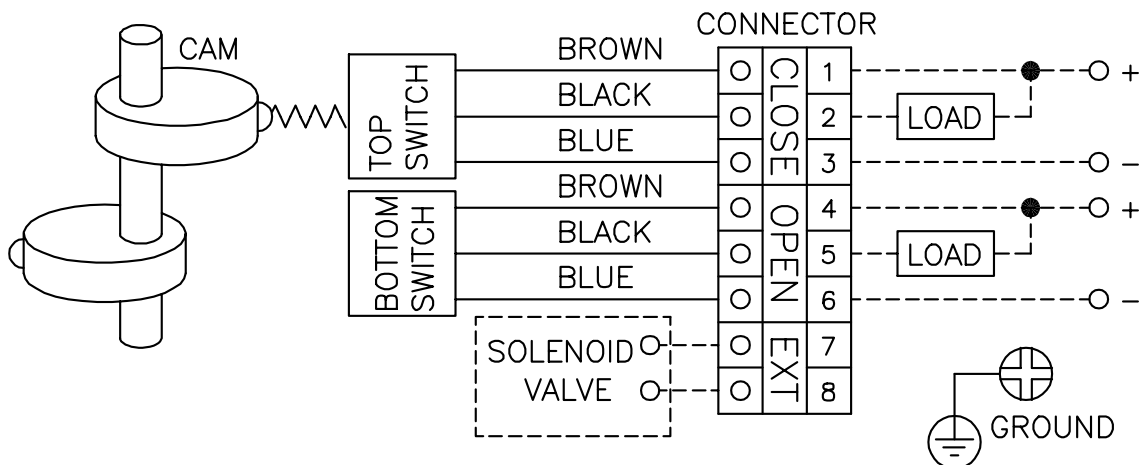 CONNECTOR
CAM
TOP
SWITCH
BROWN
BLACK
BLUE
CLOSE
1
2
3
LOAD
+
−
BOTTOM
SWITCH
BROWN
BLACK
BLUE
OPEN
4
5
6
LOAD
+
−
SOLENOID
VALVE
EXT
7
8
GROUND